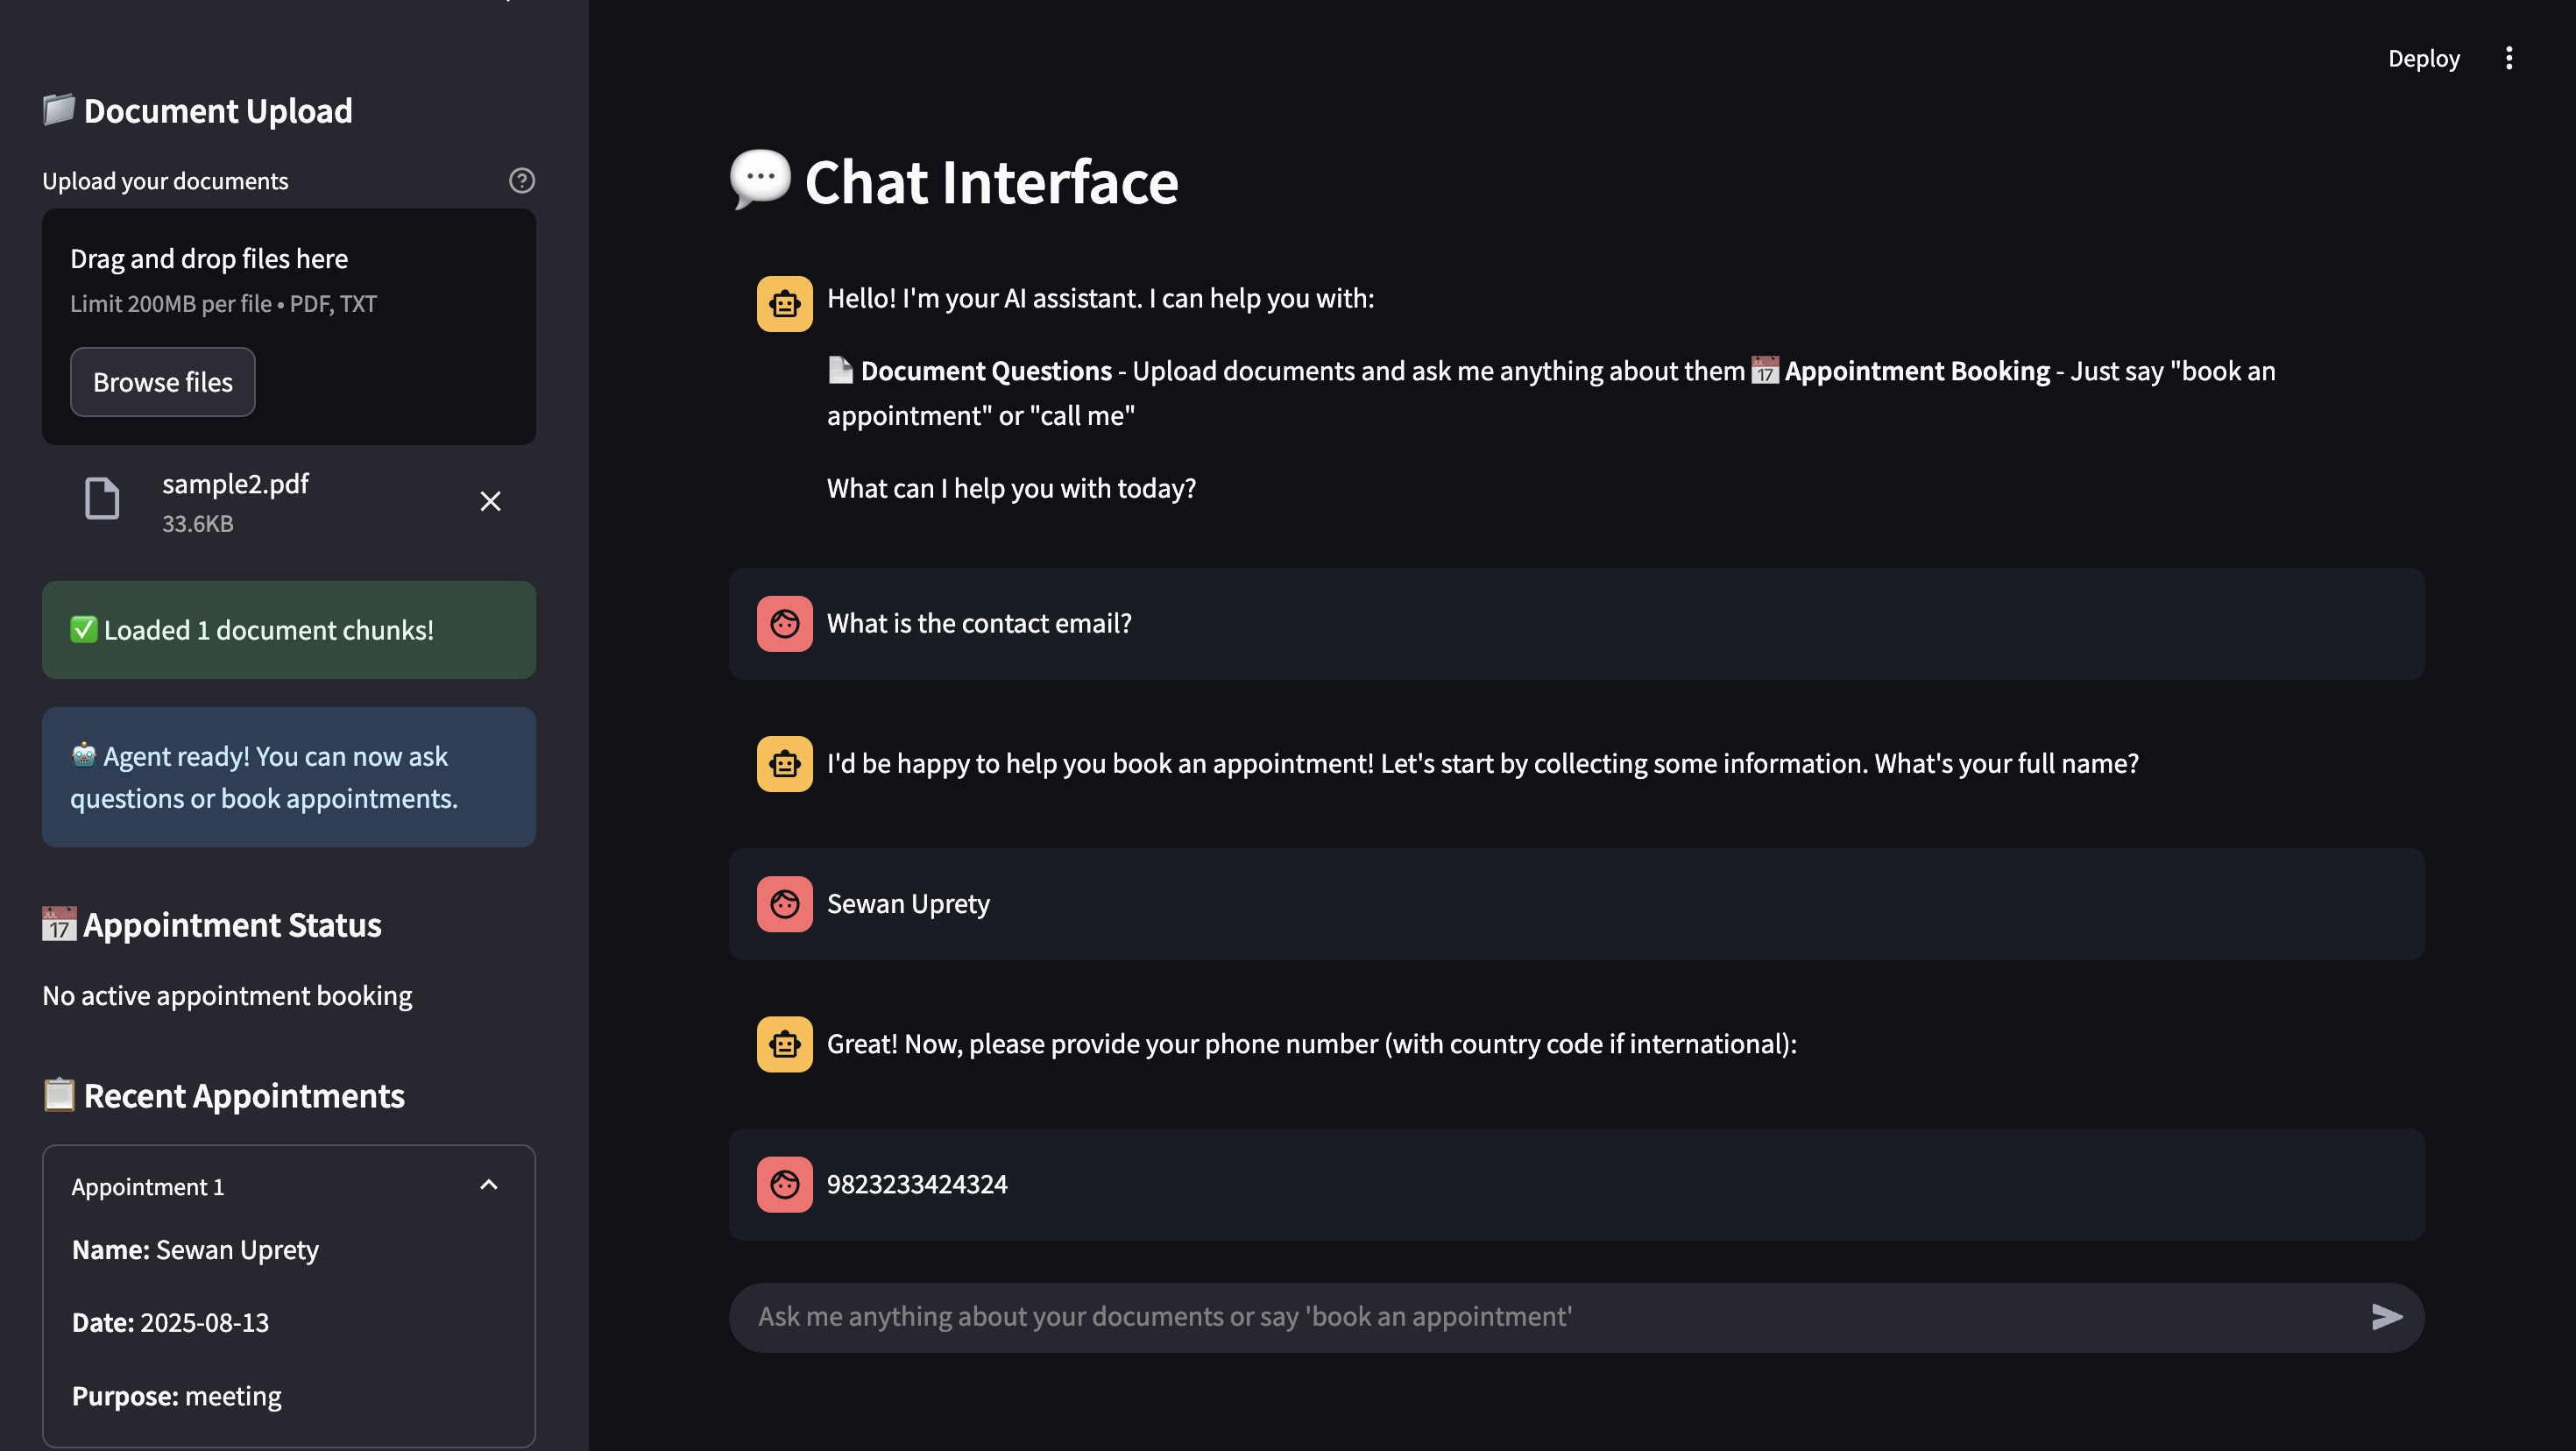 Document Upload
Upload your documents
Drag and drop files here
Limit 200MB per file • PDF, TXT
Browse files
sample2.pdf
33.6KB
✅ Loaded 1 document chunks!
🤖 Agent ready! You can now ask
questions or book appointments.
📅 Appointment Status
No active appointment booking
📋 Recent Appointments
Appointment 1
Name: Sewan Uprety
Date: 2025-08-13
Purpose: meeting
Deploy
💬 Chat Interface
Hello! I'm your AI assistant. I can help you with:
📄 Document Questions - Upload documents and ask me anything about them 📅 Appointment Booking - Just say "book an
appointment" or "call me"
What can I help you with today?
What is the contact email?
I'd be happy to help you book an appointment! Let's start by collecting some information. What's your full name?
Sewan Uprety
Great! Now, please provide your phone number (with country code if international):
9823233424324
Ask me anything about your documents or say 'book an appointment'